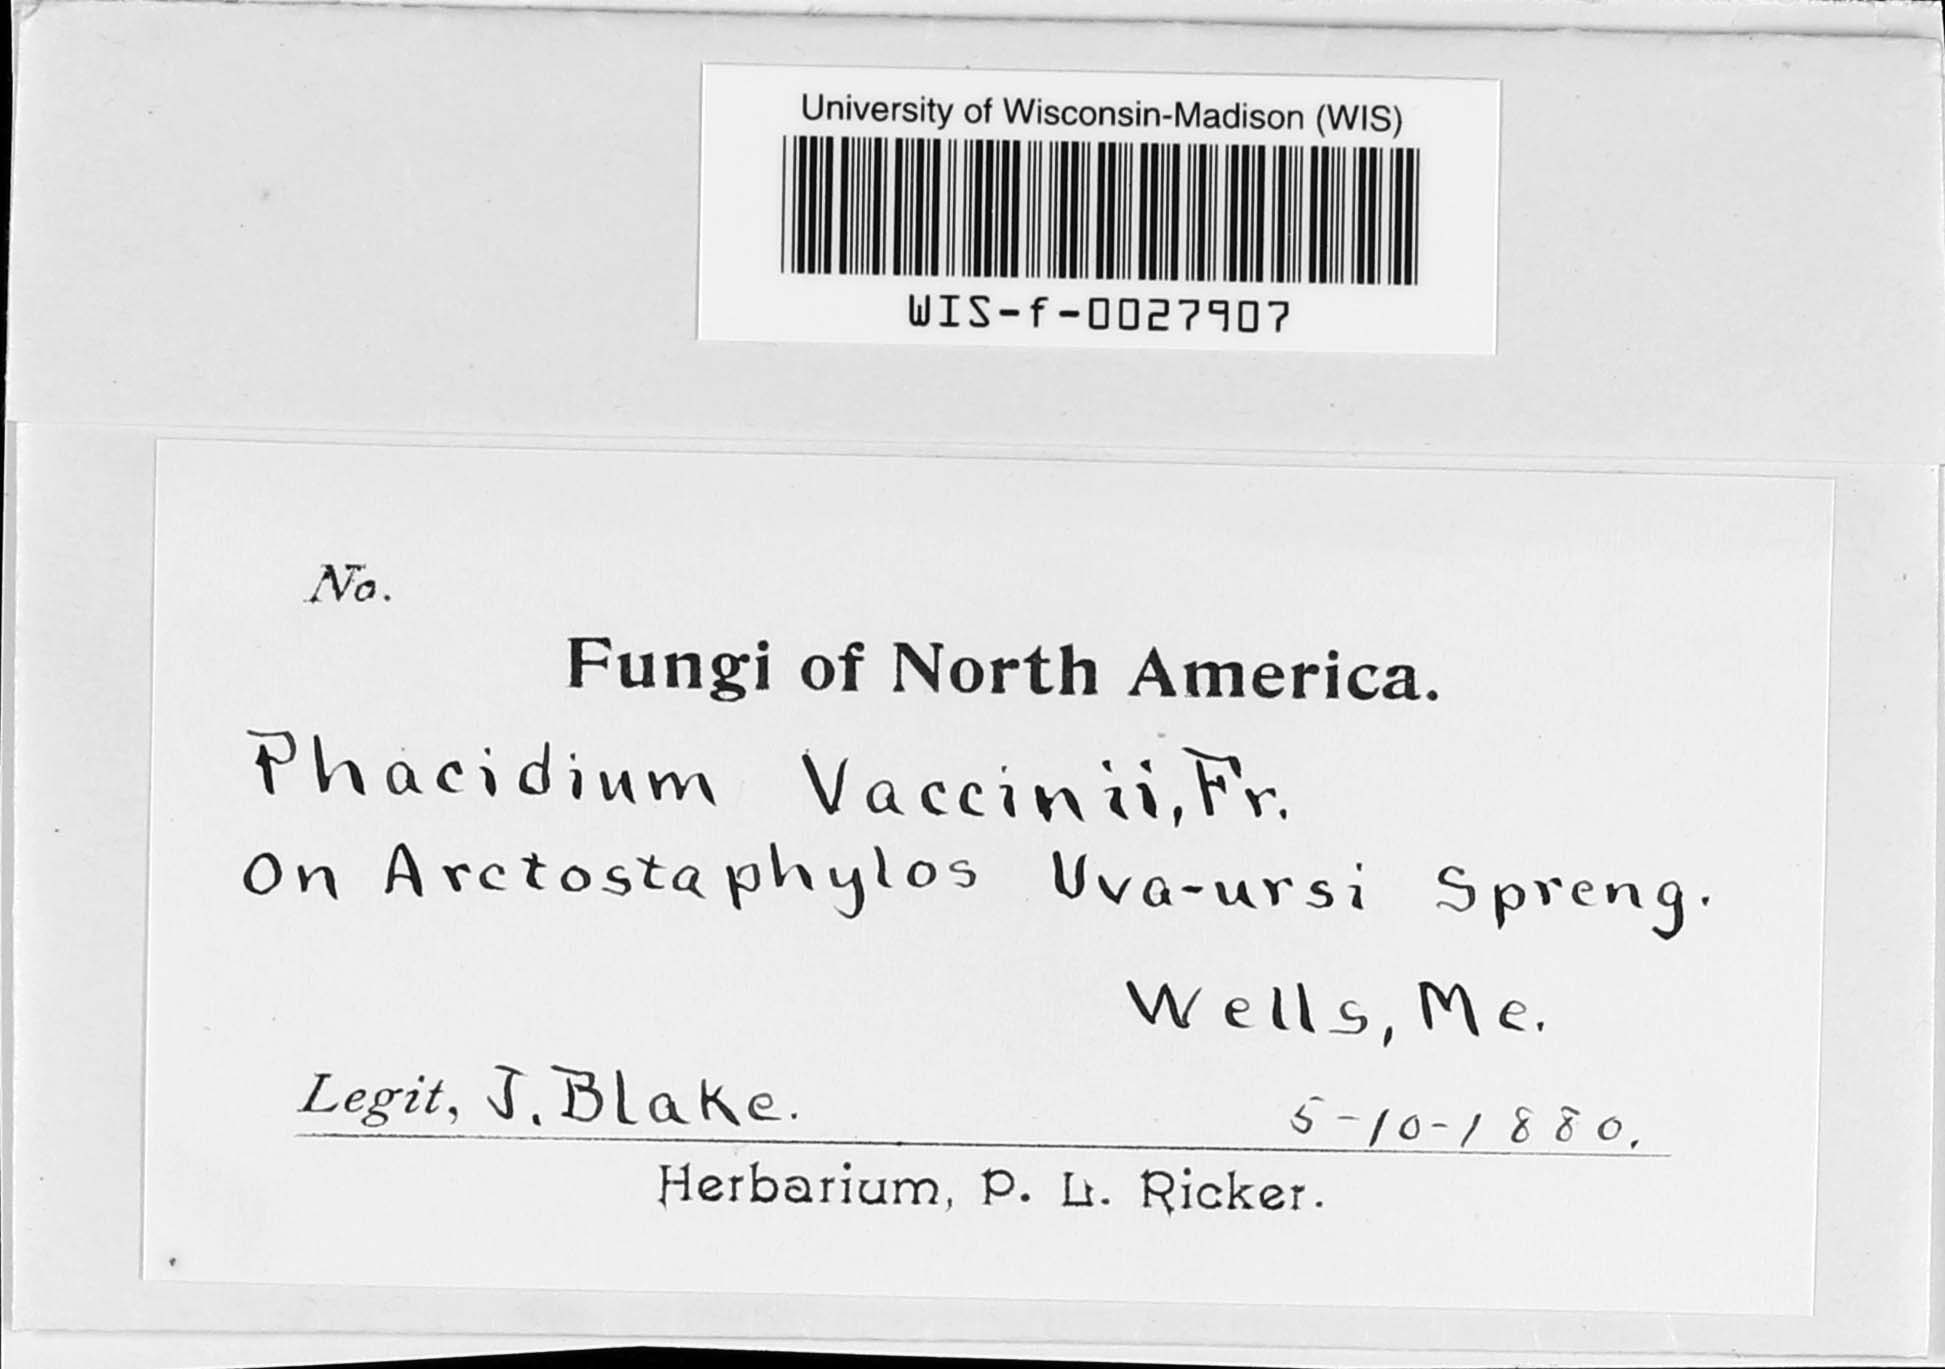 University of Wisconsin-Madison (WIS)
WIS-f-0027907
No.
Fungi of North America.
Phacidium Vaccinii, Fr.
On Arctostaphylos Uva-ursi Spreng.
Wells, Me.
Legit, J. Blake. 5-10-1880.
Herbarium, P. L. Ricker.